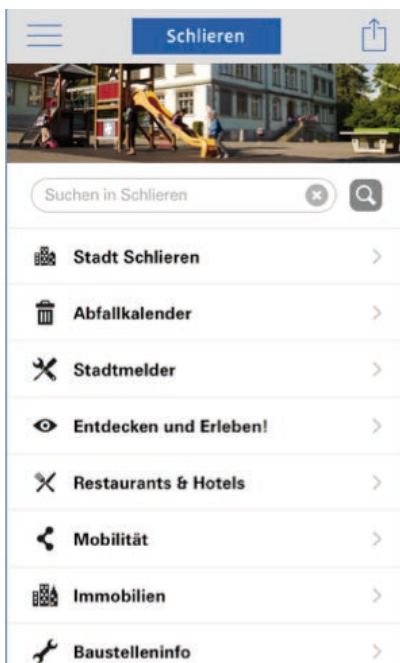 Schlieren
Suchen in Schlieren
Stadt Schlieren
Abfallkalender
Stadtmelder
Entdecken und Erleben!
Restaurants & Hotels
Mobilität
Immobilien
Baustelleninfo